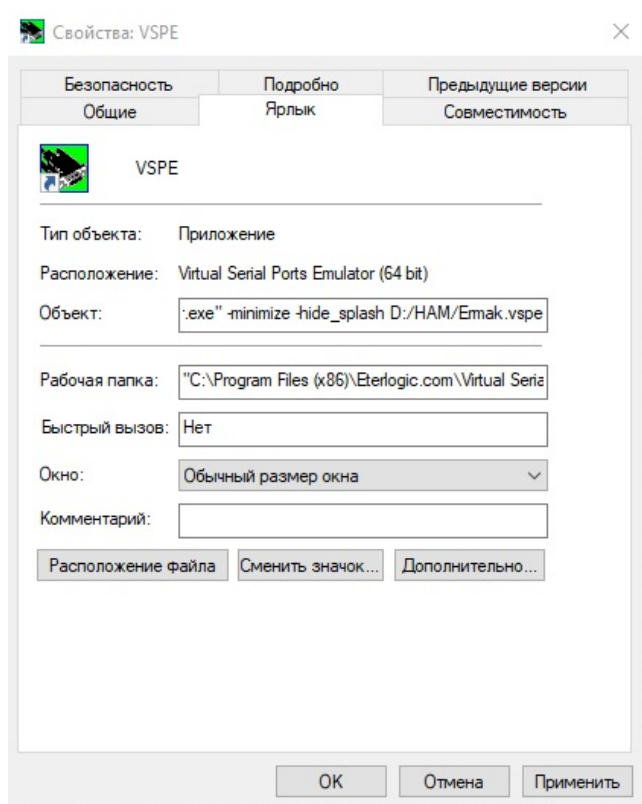 Свойства: VSPE
Безопасность Подробно Предыдущие версии
Общие Ярлык Совместимость
VSPE
Тип объекта: Приложение
Расположение: Virtual Serial Ports Emulator (64 bit)
Объект: .exe" -minimize -hide_splash D:/HAM/Ermak.vspe
Рабочая папка: "C:\Program Files (x86)\Eterlogic.com\Virtual Seria
Быстрый вызов: Нет
Окно: Обычный размер окна
Комментарий:
Расположение файла Сменить значок... Дополнительно...
OK Отмена Применить